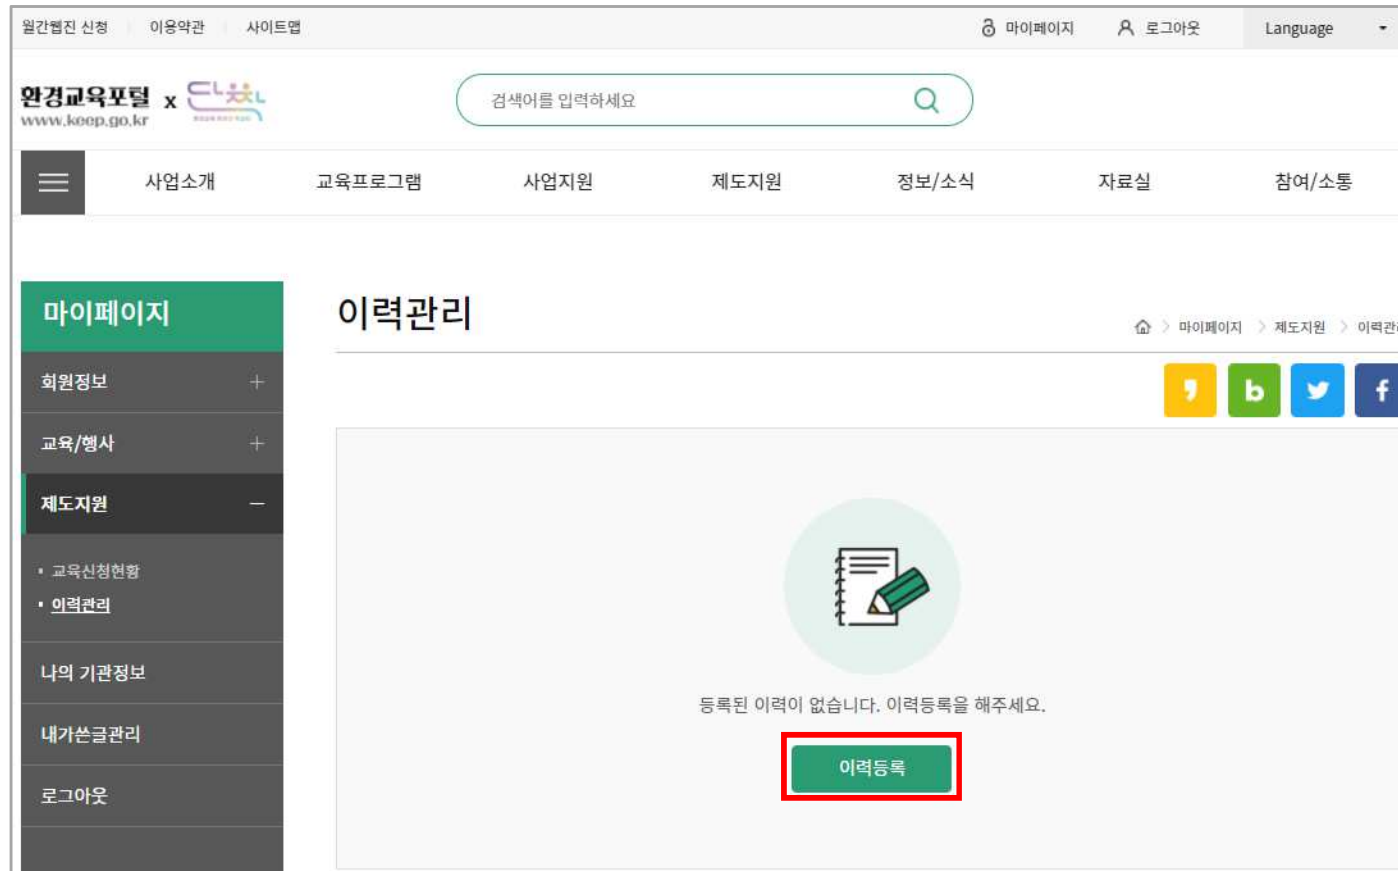 월간웹진 신청 이용약관 사이트맵 마이페이지 로그아웃 Language
환경교육포털 x
www.keep.go.kr
검색어를 입력하세요
사업소개 교육프로그램 사업지원 제도지원 정보/소식 자료실 참여/소통
마이페이지
회원정보
교육/행사
제도지원
교육신청현황
이력관리
나의 기관정보
내가쓴글관리
로그아웃
이력관리
마이페이지 > 제도지원 > 이력관
등록된 이력이 없습니다. 이력등록을 해주세요.
이력등록